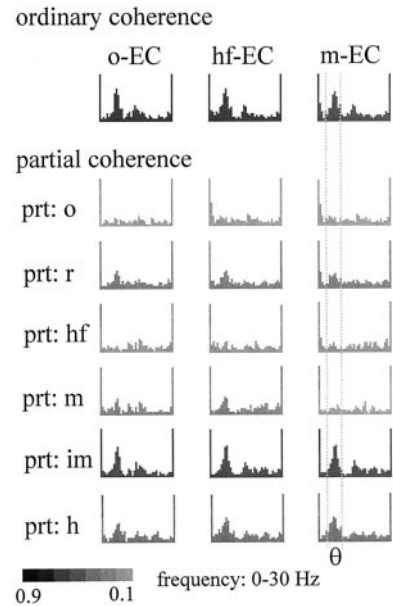 ordinary coherence
o-EC hf-EC m-EC
partial coherence
prt: o
prt: r
prt: hf
prt: m
prt: im
prt: h
θ
0.9 0.1 frequency: 0-30 Hz